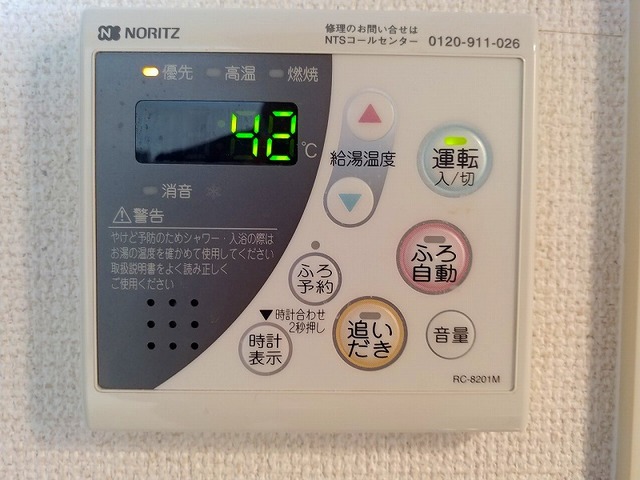 NORITZ
修理のお問い合せは
NTSコールセンター 0120-911-026
優先 高温 燃焼
42 ℃
給湯温度
運転
入/切
消音
警告
やけど予防のためシャワー・入浴の際は
お湯の温度を確かめて使用してください
取扱説明書をよく読み正しく
ご使用ください
ふろ
自動
ふろ
予約
▼時計合わせ
2秒押し
時計
表示
追い
だき
音量
RC-8201M